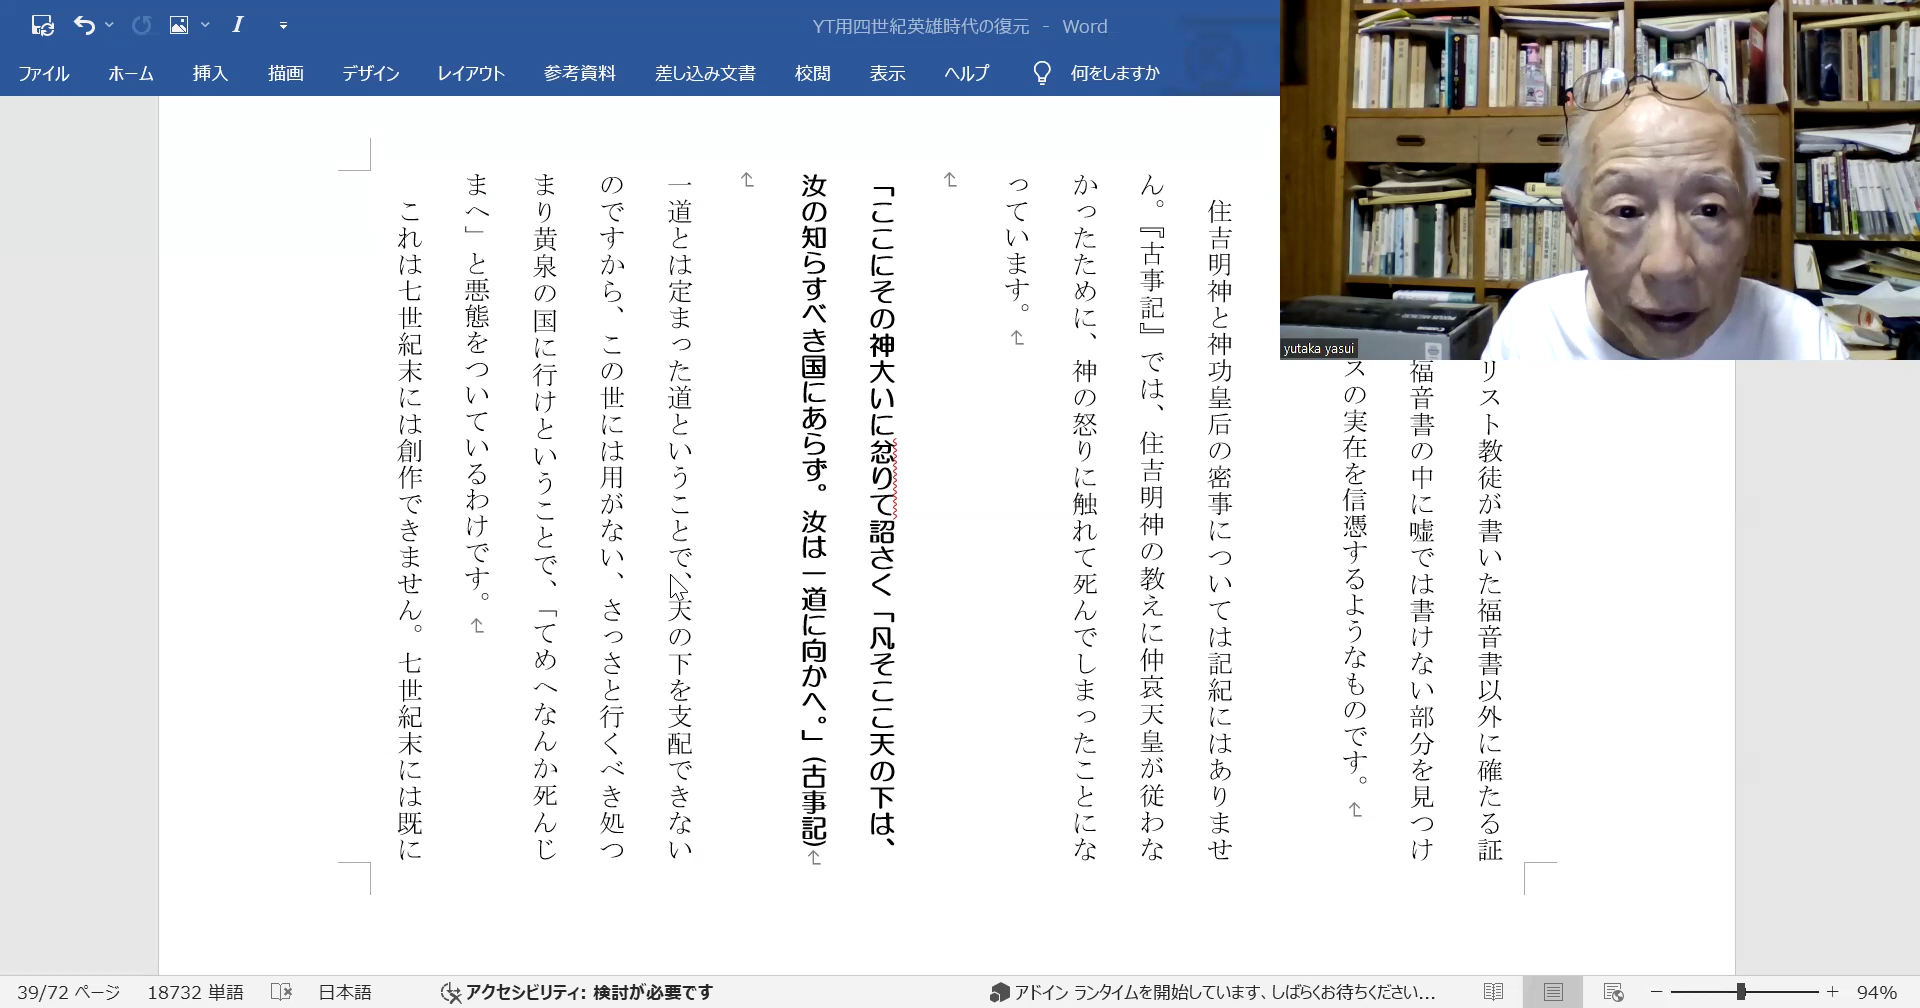 YT用四世紀英雄時代の復元 - Word
ファイル ホーム 挿入 描画 デザイン レイアウト 参考資料 差し込み文書 校閲 表示 ヘルプ 何をしますか
yutaka yasui
リスト教徒が書いた福音書以外に確たる証
福音書の中に嘘では書けない部分を見つけ
スの実在を信憑するようなものです。
住吉明神と神功皇后の密事については記紀にはありませ
ん。『古事記』では、住吉明神の教えに仲哀天皇が従わな
かったために、神の怒りに触れて死んでしまったことにな
っています。
「ここにその神大いに忿りて詔さく「凡そここ天の下は、
汝の知らすべき国にあらず。汝は一道に向かへ。」（古事記）
一道とは定まった道ということで、天の下を支配できない
のですから、この世には用がない、さっさと行くべき処つ
まり黄泉の国に行けということで、「てめへなんか死んじ
まへ」と悪態をついているわけです。
これは七世紀末には創作できません。七世紀末には既に
39/72 ページ 18732 単語 日本語 アクセシビリティ: 検討が必要です アドイン ランタイムを開始しています、しばらくお待ちください... 94%